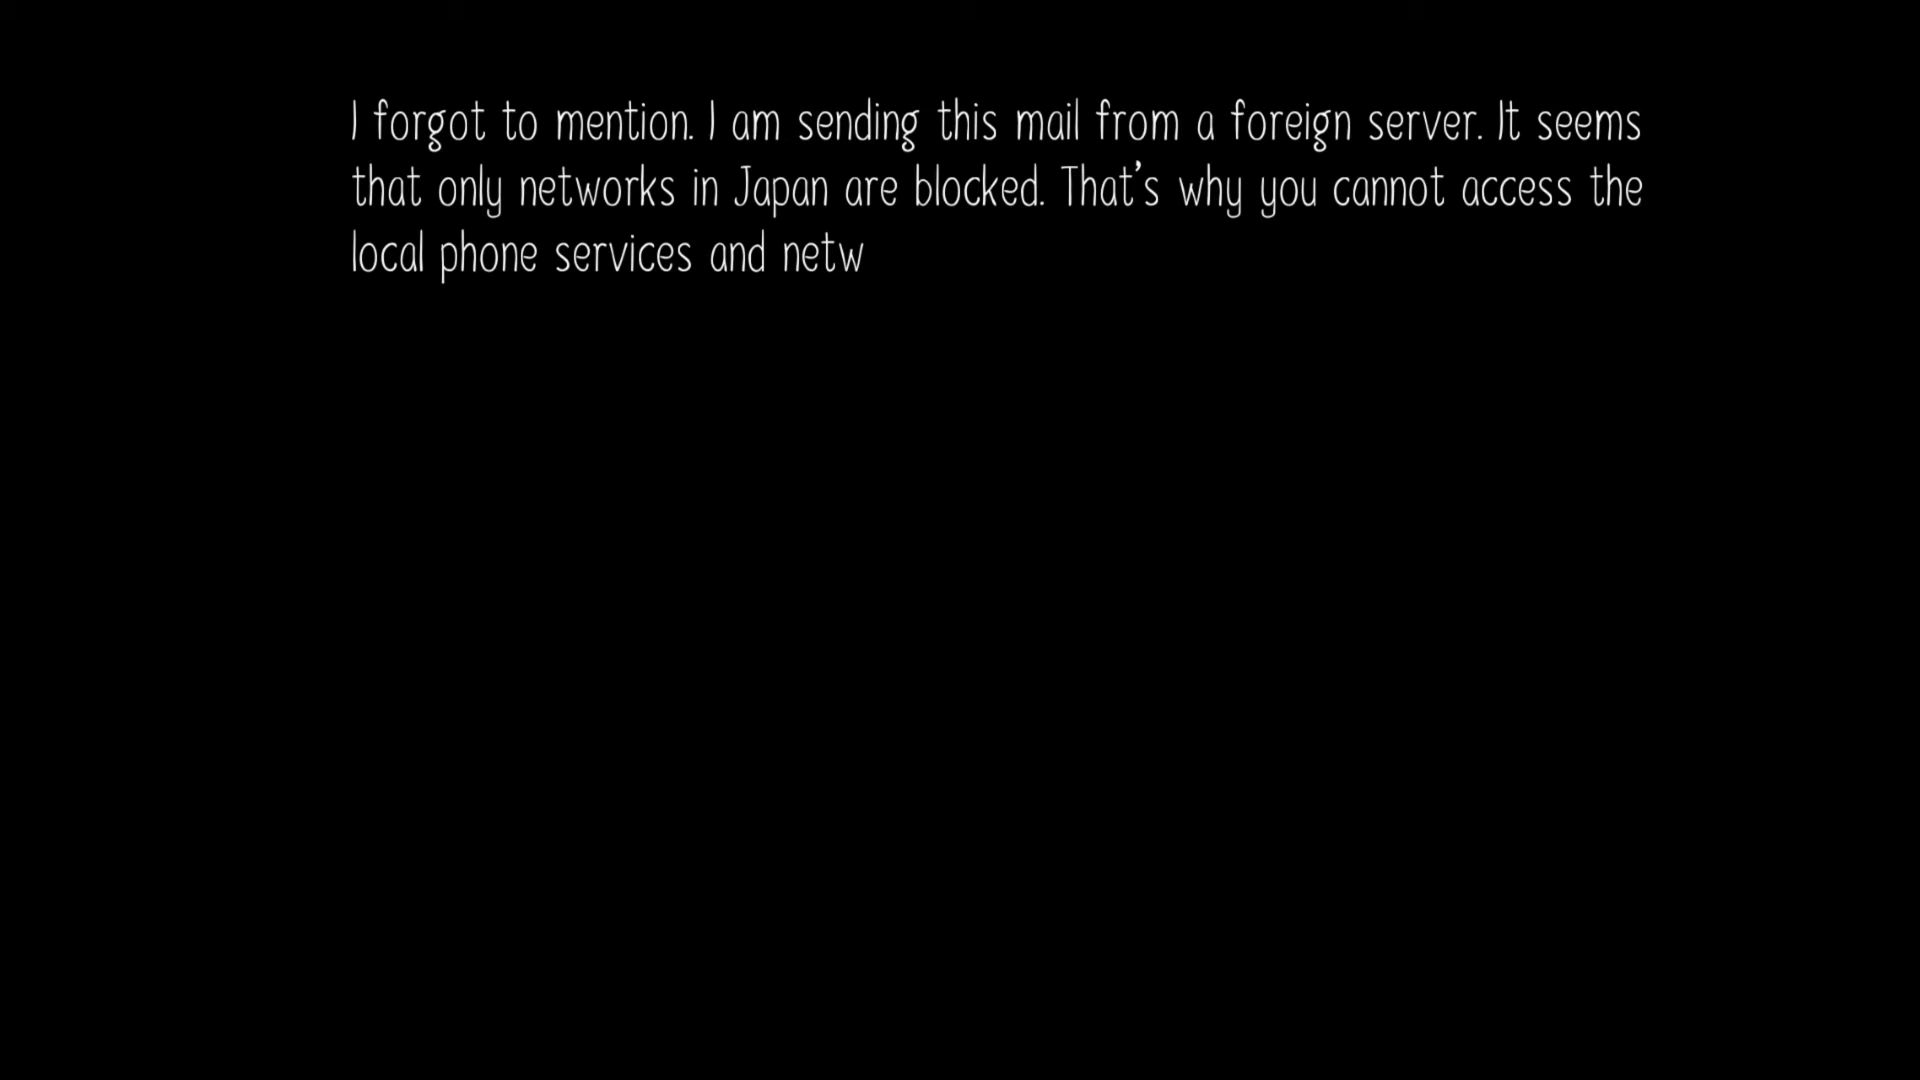 I forgot to mention. I am sending this mail from a foreign server. It seems
that only networks in Japan are blocked. That's why you cannot access the
local phone services and netw